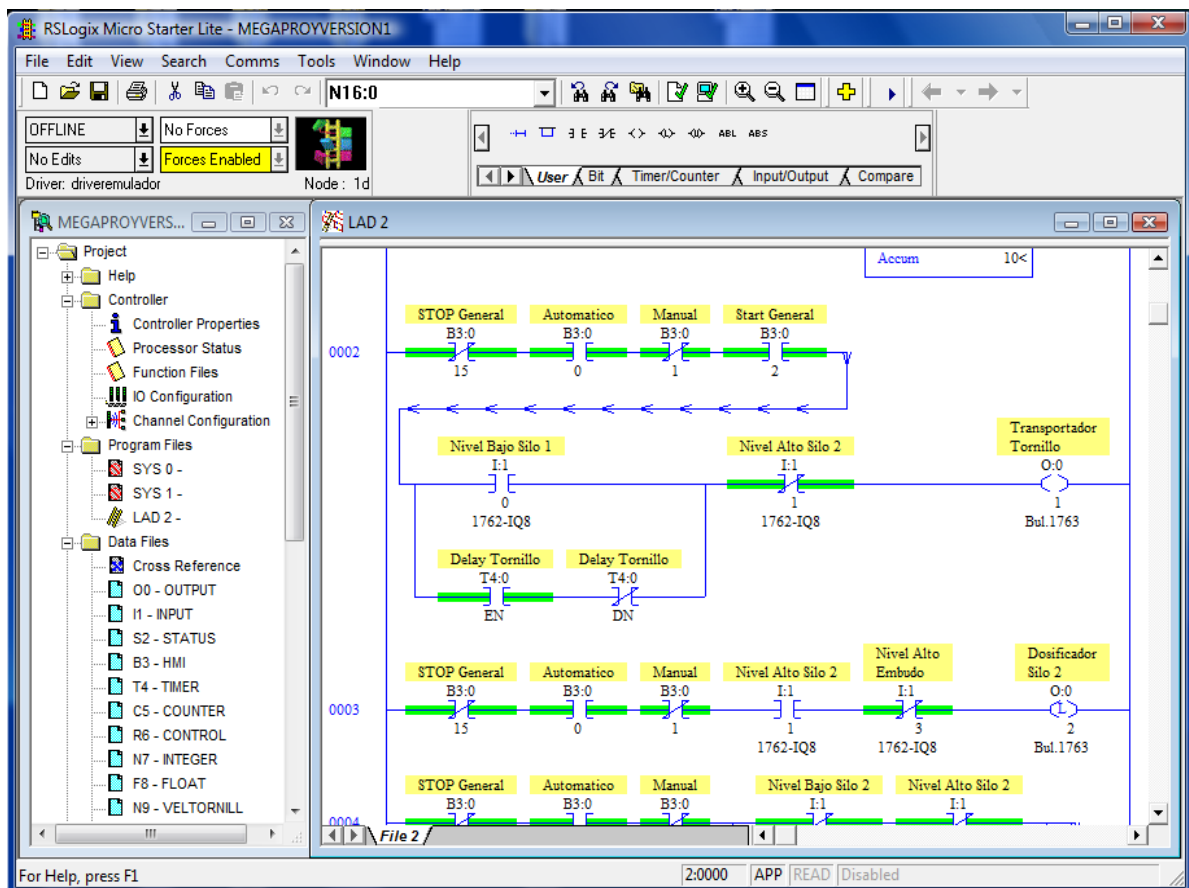 RSLogix Micro Starter Lite - MEGAPROYVERSION1
File Edit View Search Comms Tools Window Help
N16:0
OFFLINE No Forces
No Edits Forces Enabled
Driver: driveremulador Node : 1d
ABL ABS
User Bit Timer/Counter Input/Output Compare
MEGAPROYVERS...
Project
Help
Controller
Controller Properties
Processor Status
Function Files
IO Configuration
Channel Configuration
Program Files
SYS 0 -
SYS 1 -
LAD 2 -
Data Files
Cross Reference
O0 - OUTPUT
I1 - INPUT
S2 - STATUS
B3 - HMI
T4 - TIMER
C5 - COUNTER
R6 - CONTROL
N7 - INTEGER
F8 - FLOAT
N9 - VELTORNILL
LAD 2
Accum 10<
STOP General Automatico Manual Start General
B3:0 B3:0 B3:0 B3:0
0002
15 0 1 2
Nivel Bajo Silo 1 Nivel Alto Silo 2 Transportador Tornillo
I:1 I:1 O:0
0 1 1
1762-IQ8 1762-IQ8 Bul.1763
Delay Tornillo Delay Tornillo
T4:0 T4:0
EN DN
STOP General Automatico Manual Nivel Alto Silo 2 Nivel Alto Embudo Dosificador Silo 2
B3:0 B3:0 B3:0 I:1 I:1 O:0
0003
L
15 0 1 1 3 2
1762-IQ8 1762-IQ8 Bul.1763
STOP General Automatico Manual Nivel Bajo Silo 2 Nivel Alto Silo 2
B3:0 B3:0 B3:0 I:1 I:1
0004
File 2
For Help, press F1
2:0000 APP READ Disabled